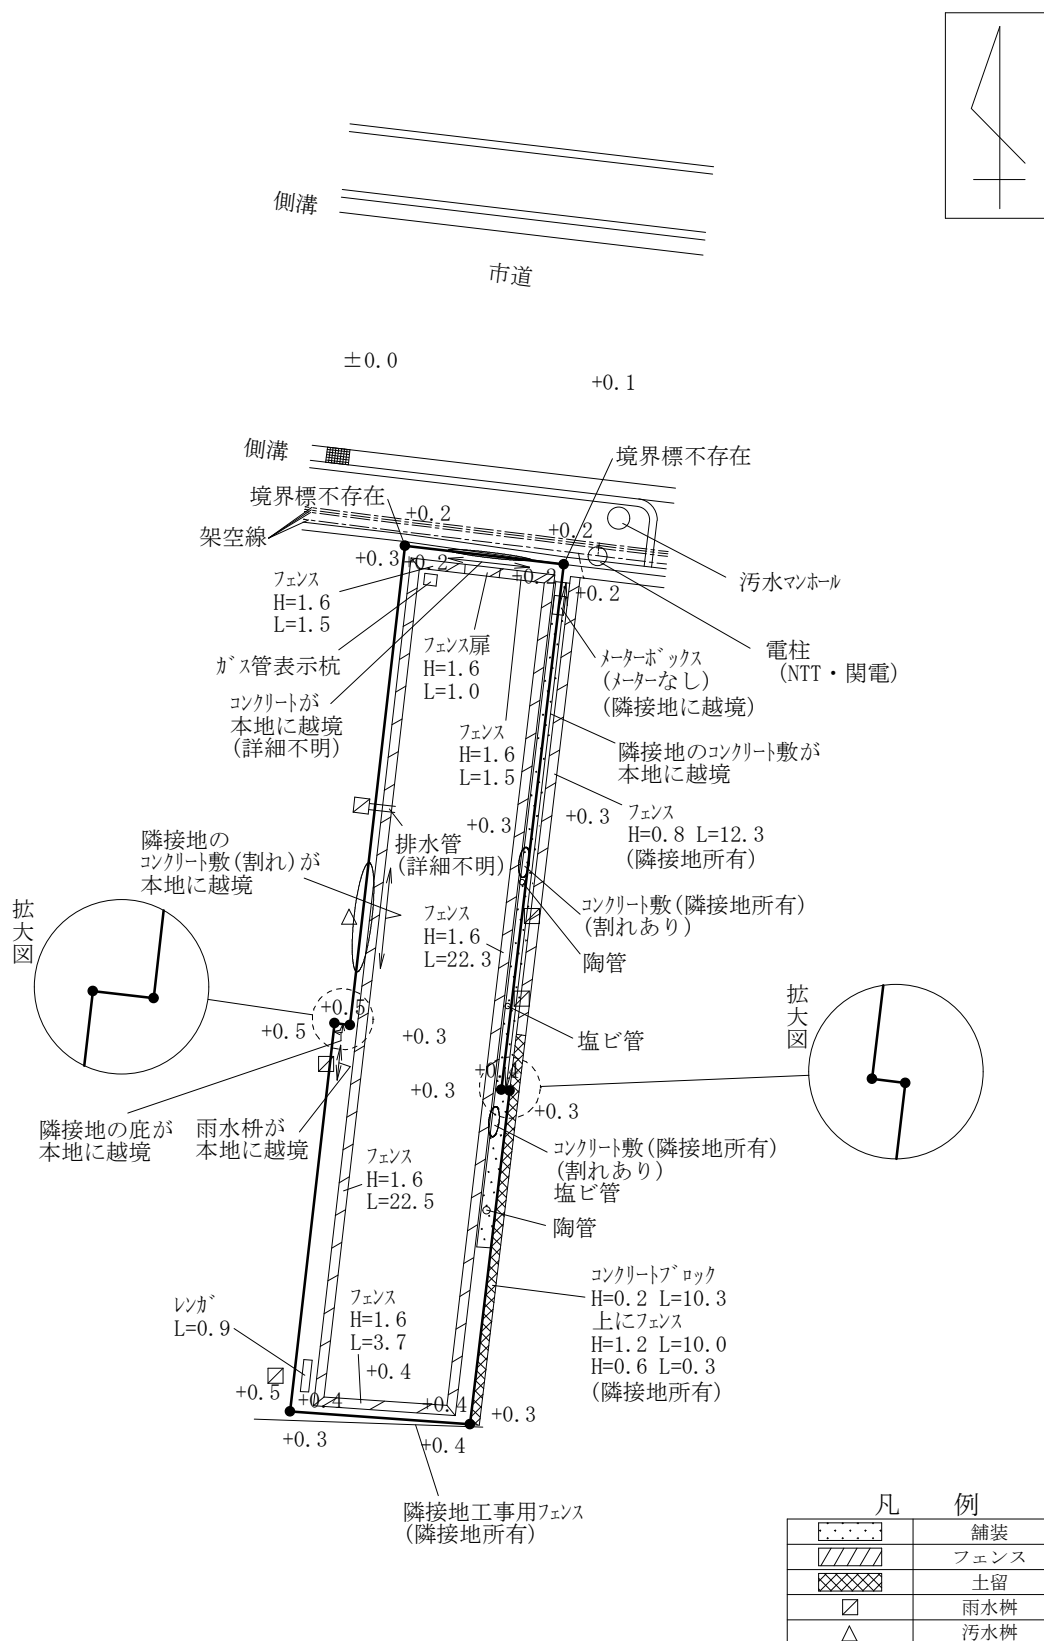 側溝
市道
±0.0
+0.1
側溝
境界標不存在
境界標不存在
+0.2
+0.2
架空線
+0.3
+0.2
+0.2
+0.2
汚水マンホール
フェンス
H=1.6
L=1.5
ガス管表示杭
フェンス扉
H=1.6
L=1.0
メーターボックス
(メーターなし)
(隣接地に越境)
電柱
(NTT・関電)
コンクリートが
本地に越境
(詳細不明)
フェンス
H=1.6
L=1.5
隣接地のコンクリート敷が
本地に越境
+0.3
+0.3
フェンス
H=0.8 L=12.3
(隣接地所有)
隣接地の
コンクリート敷(割れ)が
本地に越境
排水管
(詳細不明)
拡大図
フェンス
H=1.6
L=22.3
コンクリート敷(隣接地所有)
(割れあり)
陶管
+0.5
+0.5
+0.3
塩ビ管
拡大図
+0.4
+0.3
+0.3
隣接地の庇が
本地に越境
雨水枡が
本地に越境
フェンス
H=1.6
L=22.5
コンクリート敷(隣接地所有)
(割れあり)
塩ビ管
陶管
レンガ
L=0.9
フェンス
H=1.6
L=3.7
コンクリートブロック
H=0.2 L=10.3
上にフェンス
H=1.2 L=10.0
H=0.6 L=0.3
(隣接地所有)
+0.4
+0.5
+0.4
+0.4
+0.3
+0.3
+0.4
隣接地工事用フェンス
(隣接地所有)
凡 例
舗装
フェンス
土留
雨水桝
汚水桝